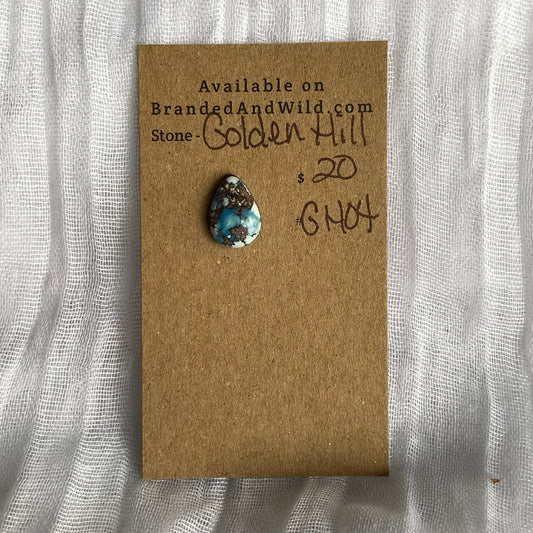 Available on
BrandedAndWild.com
Stone - Golden Hill
$ 20
# GH04